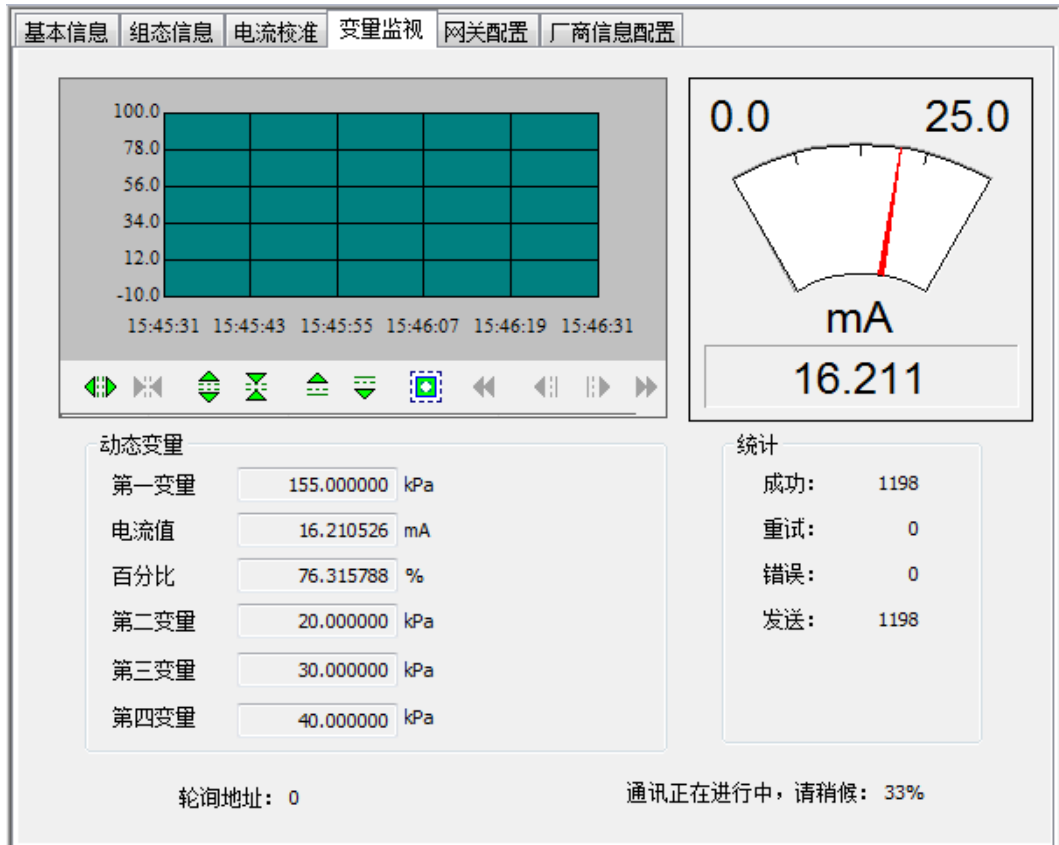 基本信息 组态信息 电流校准 变量监视 网关配置 厂商信息配置
100.0
78.0
56.0
34.0
12.0
-10.0
15:45:31 15:45:43 15:45:55 15:46:07 15:46:19 15:46:31
0.0 25.0
mA
16.211
动态变量
第一变量 155.000000 kPa
电流值 16.210526 mA
百分比 76.315788 %
第二变量 20.000000 kPa
第三变量 30.000000 kPa
第四变量 40.000000 kPa
统计
成功: 1198
重试: 0
错误: 0
发送: 1198
轮询地址: 0
通讯正在进行中，请稍候: 33%